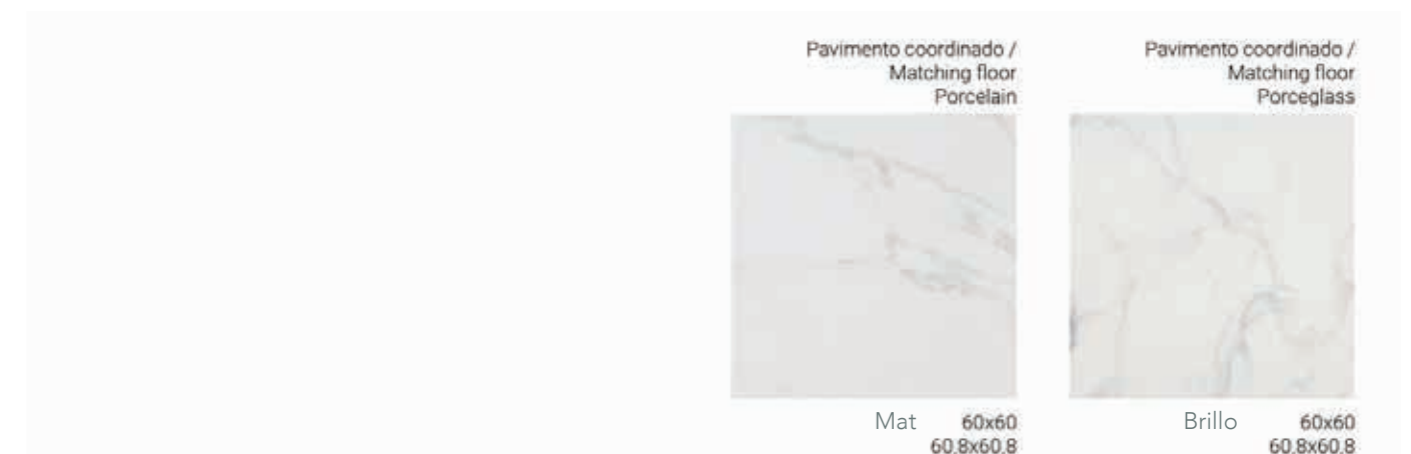 Pavimento coordinado /
Matching floor
Porcelain
Mat 60x60
60.8x60.8
Pavimento coordinado /
Matching floor
Porceglass
Brillo 60x60
60.8x60.8